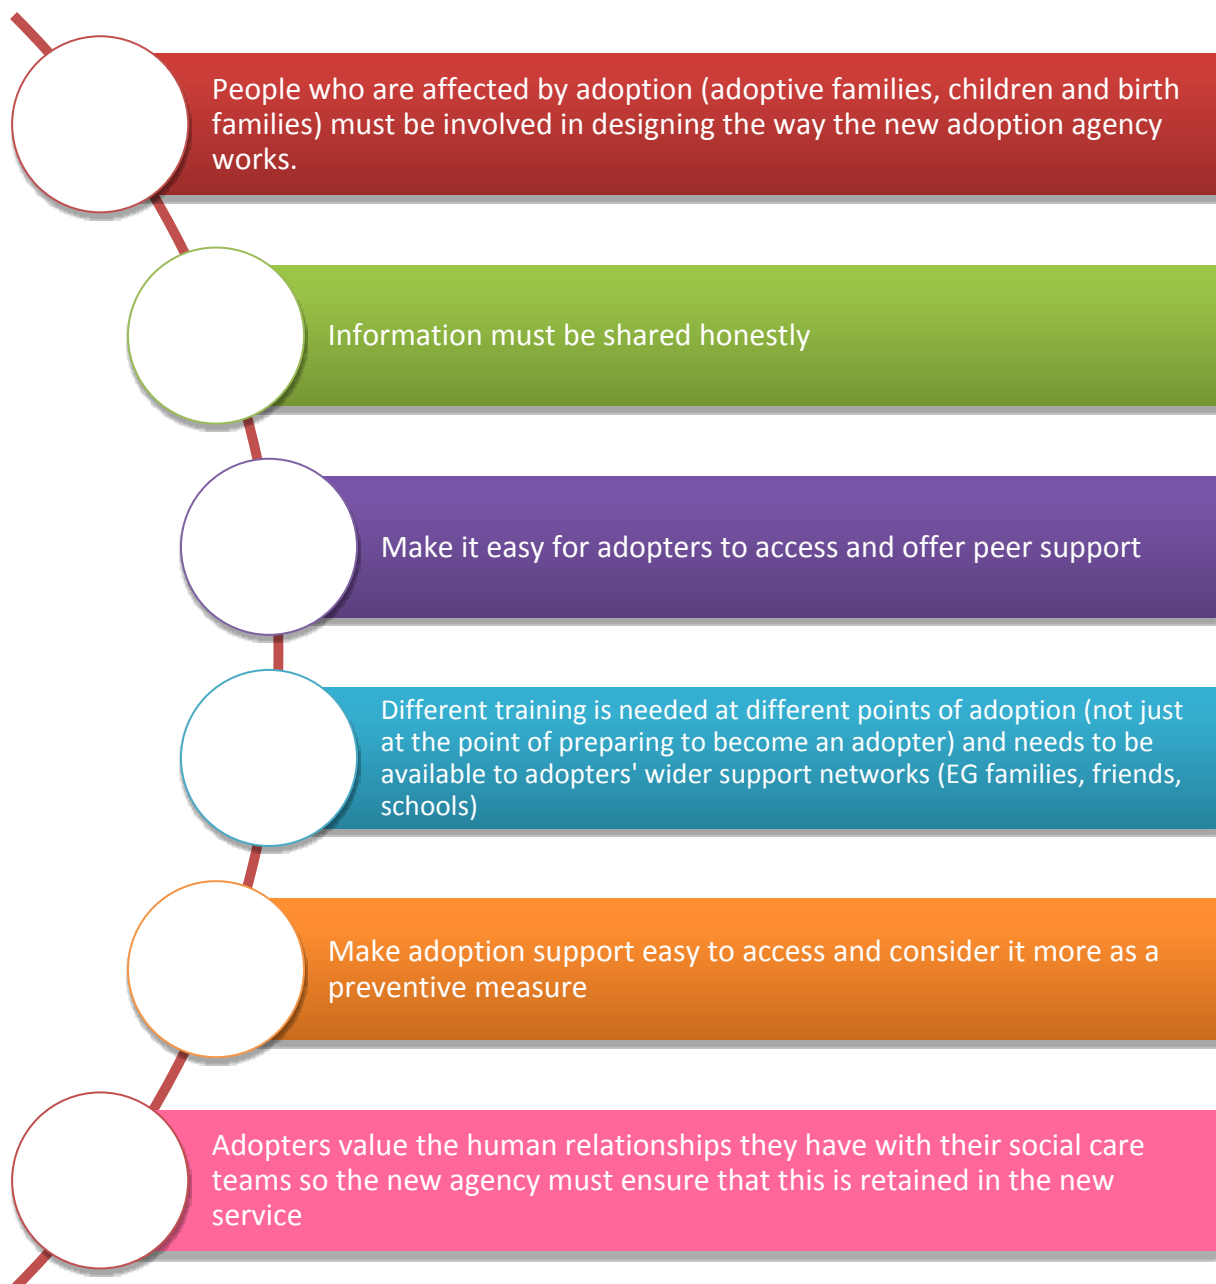 People who are affected by adoption (adoptive families, children and birth
families) must be involved in designing the way the new adoption agency
works.
Information must be shared honestly
Make it easy for adopters to access and offer peer support
Different training is needed at different points of adoption (not just
at the point of preparing to become an adopter) and needs to be
available to adopters' wider support networks (EG families, friends,
schools)
Make adoption support easy to access and consider it more as a
preventive measure
Adopters value the human relationships they have with their social care
teams so the new agency must ensure that this is retained in the new
service